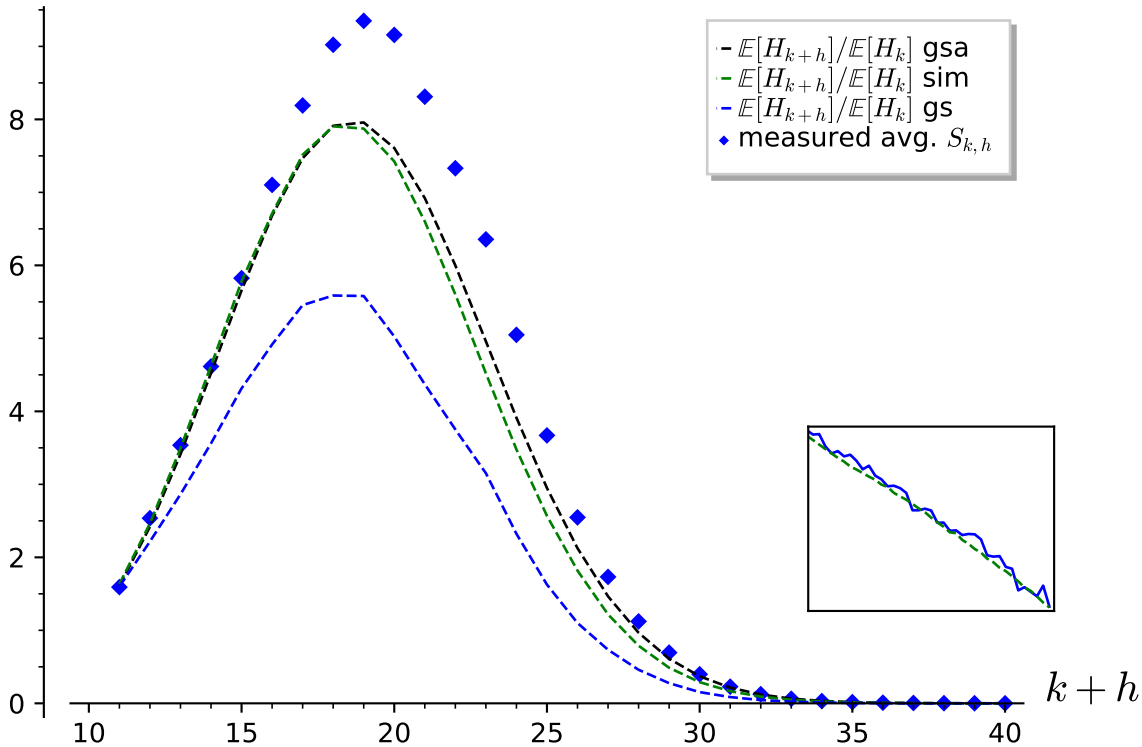 𝔼[H_{k+h}]/𝔼[H_k] gsa
𝔼[H_{k+h}]/𝔼[H_k] sim
𝔼[H_{k+h}]/𝔼[H_k] gs
measured avg. S_{k,h}
8
6
4
2
0
10 15 20 25 30 35 40
k+h